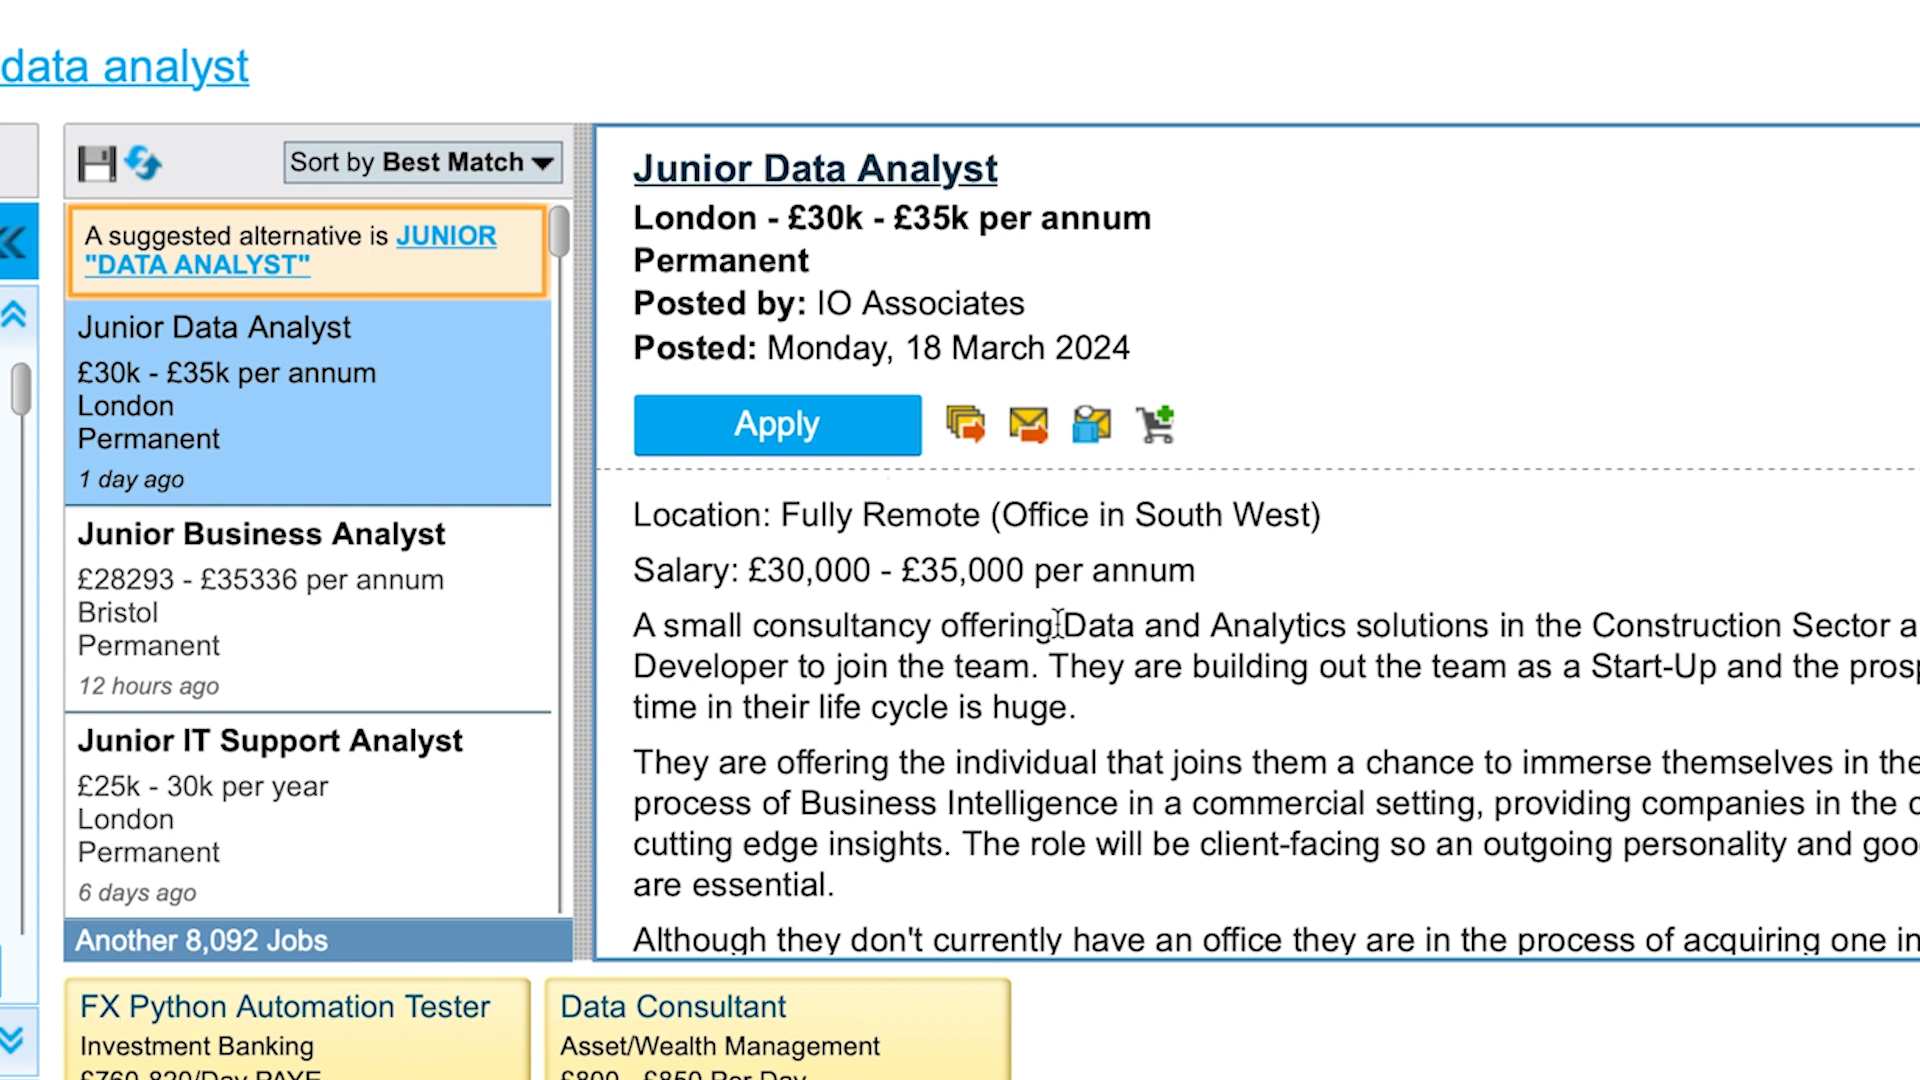 data analyst
Sort by Best Match
A suggested alternative is JUNIOR
"DATA ANALYST"
Junior Data Analyst
£30k - £35k per annum
London
Permanent
1 day ago
Junior Business Analyst
£28293 - £35336 per annum
Bristol
Permanent
12 hours ago
Junior IT Support Analyst
£25k - 30k per year
London
Permanent
6 days ago
Another 8,092 Jobs
Junior Data Analyst
London - £30k - £35k per annum
Permanent
Posted by: IO Associates
Posted: Monday, 18 March 2024
Apply
Location: Fully Remote (Office in South West)
Salary: £30,000 - £35,000 per annum
A small consultancy offering Data and Analytics solutions in the Construction Sector a
Developer to join the team. They are building out the team as a Start-Up and the prosp
time in their life cycle is huge.
They are offering the individual that joins them a chance to immerse themselves in the
process of Business Intelligence in a commercial setting, providing companies in the
cutting edge insights. The role will be client-facing so an outgoing personality and goo
are essential.
Although they don't currently have an office they are in the process of acquiring one in
FX Python Automation Tester
Investment Banking
£760-820/Day PAYE
Data Consultant
Asset/Wealth Management
£800 - £850 Per Day